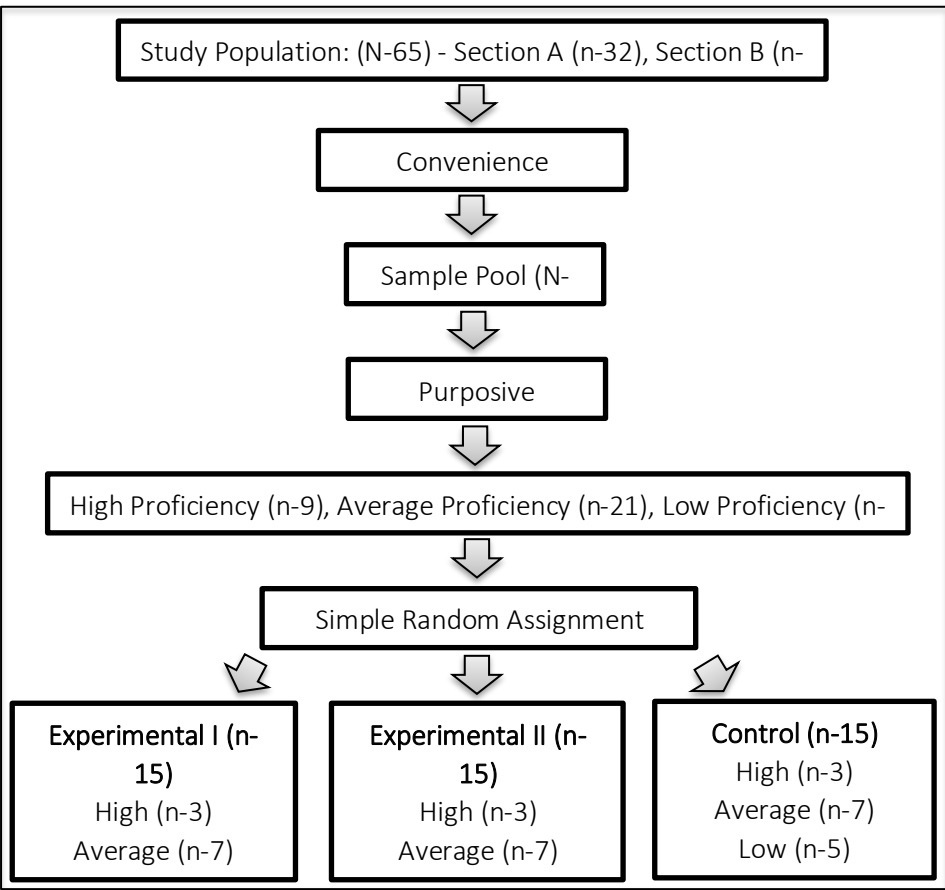 Study Population: (N-65) - Section A (n-32), Section B (n-
Convenience
Sample Pool (N-
Purposive
High Proficiency (n-9), Average Proficiency (n-21), Low Proficiency (n-
Simple Random Assignment
Experimental I (n-
15)
High (n-3)
Average (n-7)
Experimental II (n-
15)
High (n-3)
Average (n-7)
Control (n-15)
High (n-3)
Average (n-7)
Low (n-5)